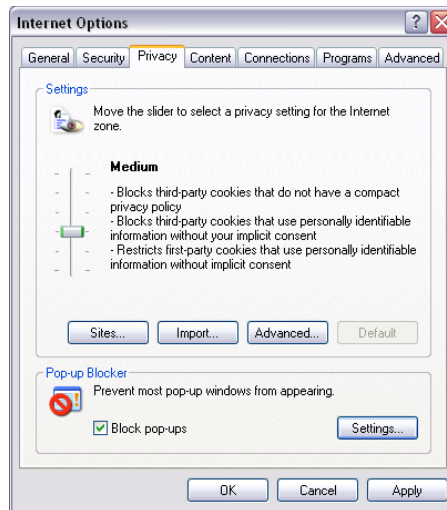 Internet Options
General Security Privacy Content Connections Programs Advanced
Settings
Move the slider to select a privacy setting for the Internet
zone.
Medium
- Blocks third-party cookies that do not have a compact
privacy policy
- Blocks third-party cookies that use personally identifiable
information without your implicit consent
- Restricts first-party cookies that use personally identifiable
information without implicit consent
Sites... Import... Advanced... Default
Pop-up Blocker
Prevent most pop-up windows from appearing.
Block pop-ups Settings...
OK Cancel Apply